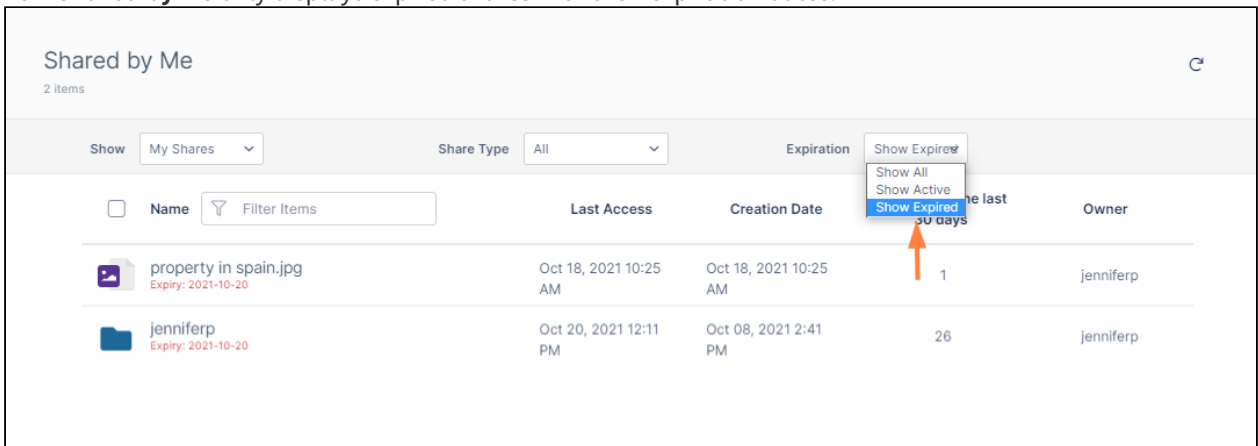 Shared by Me
2 items
Show My Shares Share Type All Expiration Show Expired
Show All
Show Active
Show Expired
Name Filter Items Last Access Creation Date he last 30 days Owner
property in spain.jpg Oct 18, 2021 10:25 AM Oct 18, 2021 10:25 AM 1 jenniferp
Expiry: 2021-10-20
jenniferp Oct 20, 2021 12:11 PM Oct 08, 2021 2:41 PM 26 jenniferp
Expiry: 2021-10-20